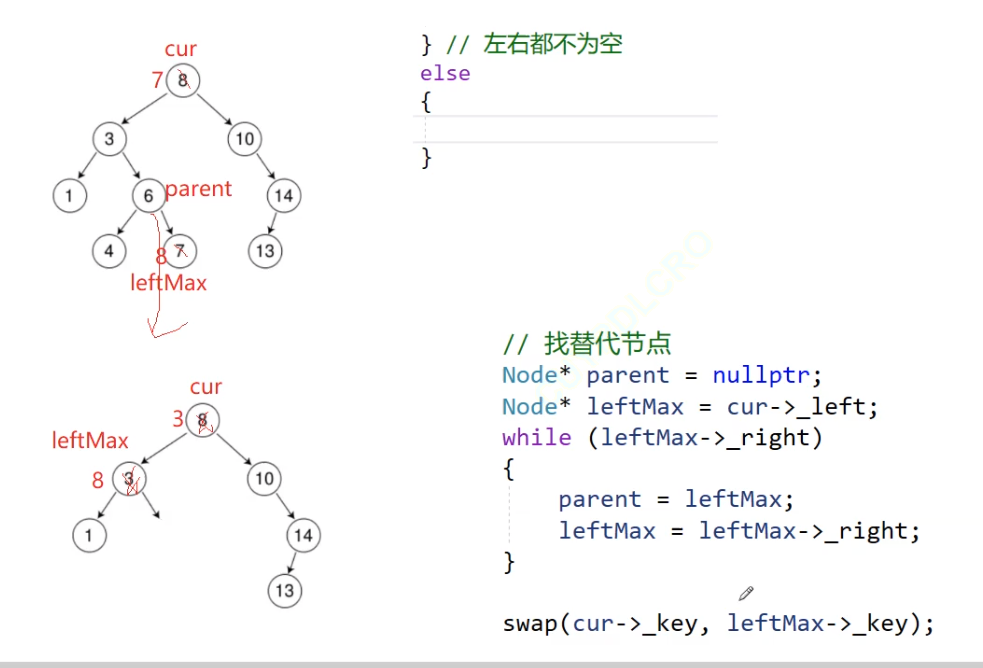 cur
7 8
3
10
1
6 parent
14
4
8 7
13
leftMax
cur
3 8
leftMax
8 3
10
1
14
13
} // 左右都不为空
else
{
}
// 找替代节点
Node* parent = nullptr;
Node* leftMax = cur->_left;
while (leftMax->_right)
{
parent = leftMax;
leftMax = leftMax->_right;
}
swap(cur->_key, leftMax->_key);